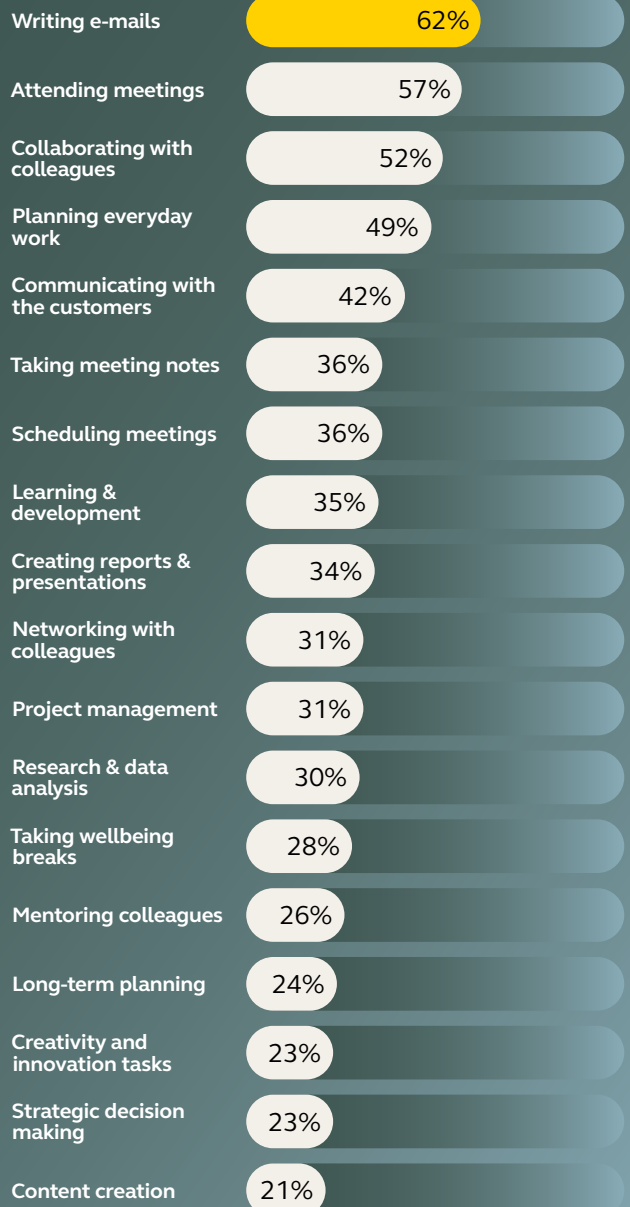 Writing e-mails
62%
Attending meetings
57%
Collaborating with
colleagues
52%
Planning everyday
work
49%
Communicating with
the customers
42%
Taking meeting notes
36%
Scheduling meetings
36%
Learning &
development
35%
Creating reports &
presentations
34%
Networking with
colleagues
31%
Project management
31%
Research & data
analysis
30%
Taking wellbeing
breaks
28%
Mentoring colleagues
26%
Long-term planning
24%
Creativity and
innovation tasks
23%
Strategic decision
making
23%
Content creation
21%